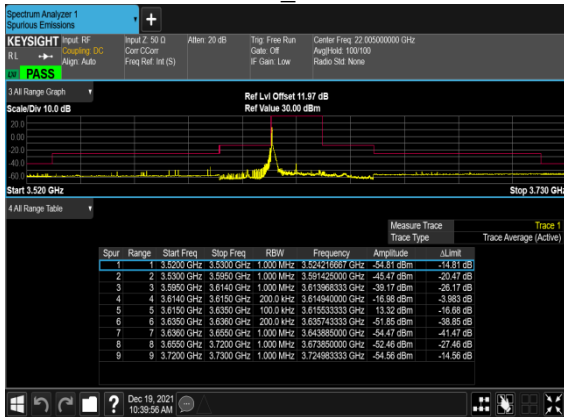 Spectrum Analyzer 1
Spurious Emissions
KEYSIGHT Input: RF Input Z: 50 Ω Atten: 20 dB Trig: Free Run Center Freq: 22.005000000 GHz
RL Coupling: DC Corr CCorr Gate: Off Avg|Hold: 100/100
Align: Auto Freq Ref: Int (S) IF Gain: Low Radio Std: None
PASS
3 All Range Graph Ref Lvl Offset 11.97 dB
Scale/Div 10.0 dB Ref Value 30.00 dBm
20.0
0.00
-20.0
-40.0
Start 3.520 GHz Stop 3.730 GHz
4 All Range Table
Measure Trace Trace 1
Trace Type Trace Average (Active)
Spur Range Start Freq Stop Freq RBW Frequency Amplitude ΔLimit
1 1 3.5200 GHz 3.5300 GHz 1.000 MHz 3.524216667 GHz -54.81 dBm -14.81 dB
2 2 3.5300 GHz 3.5950 GHz 1.000 MHz 3.591425000 GHz -45.47 dBm -20.47 dB
3 3 3.5950 GHz 3.6140 GHz 1.000 MHz 3.613968333 GHz -39.17 dBm -26.17 dB
4 4 3.6140 GHz 3.6150 GHz 200.0 kHz 3.614940000 GHz -16.98 dBm -3.983 dB
5 5 3.6150 GHz 3.6350 GHz 100.0 kHz 3.615533333 GHz 13.32 dBm -16.68 dB
6 6 3.6350 GHz 3.6360 GHz 200.0 kHz 3.635743333 GHz -51.85 dBm -38.85 dB
7 7 3.6360 GHz 3.6550 GHz 1.000 MHz 3.643885000 GHz -54.47 dBm -41.47 dB
8 8 3.6550 GHz 3.7200 GHz 1.000 MHz 3.673850000 GHz -52.46 dBm -27.46 dB
9 9 3.7200 GHz 3.7300 GHz 1.000 MHz 3.724983333 GHz -54.56 dBm -14.56 dB
Dec 19, 2021
10:39:56 AM